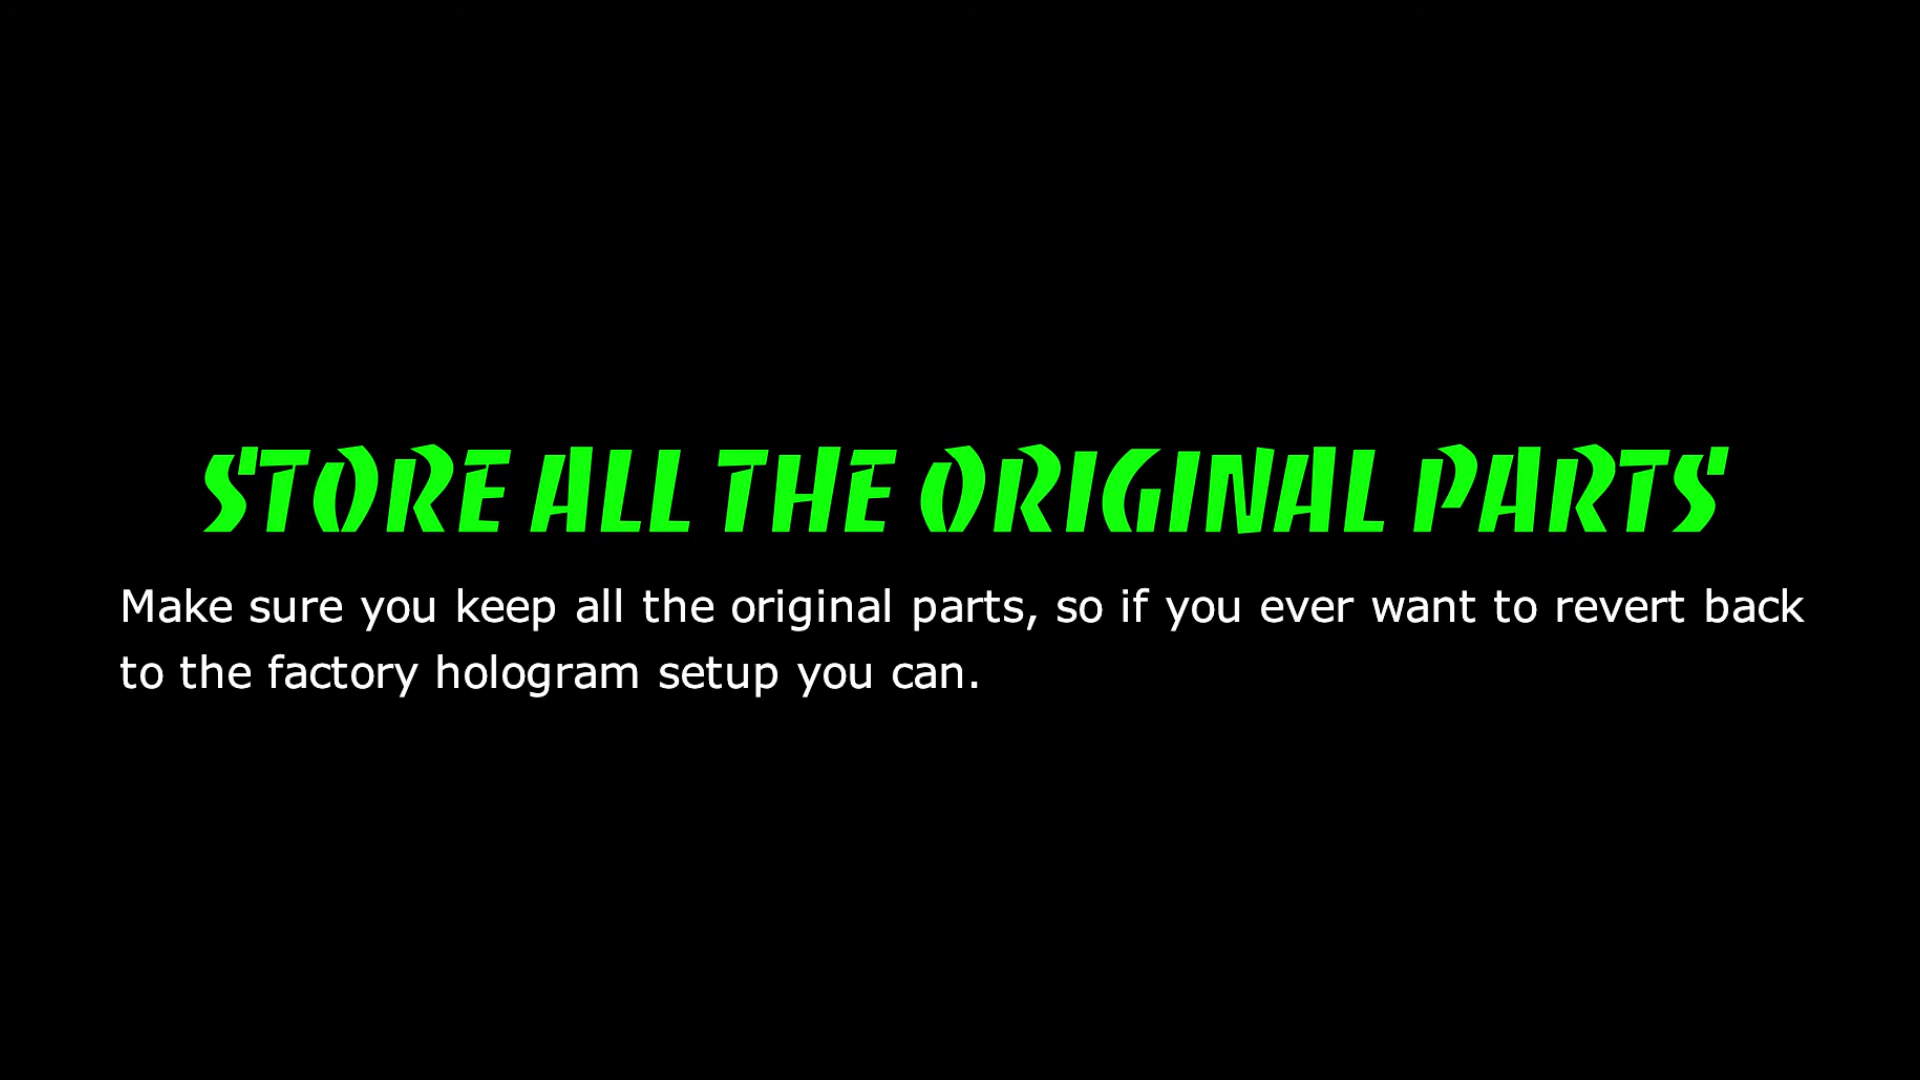 STORE ALL THE ORIGINAL PARTS
Make sure you keep all the original parts, so if you ever want to revert back
to the factory hologram setup you can.